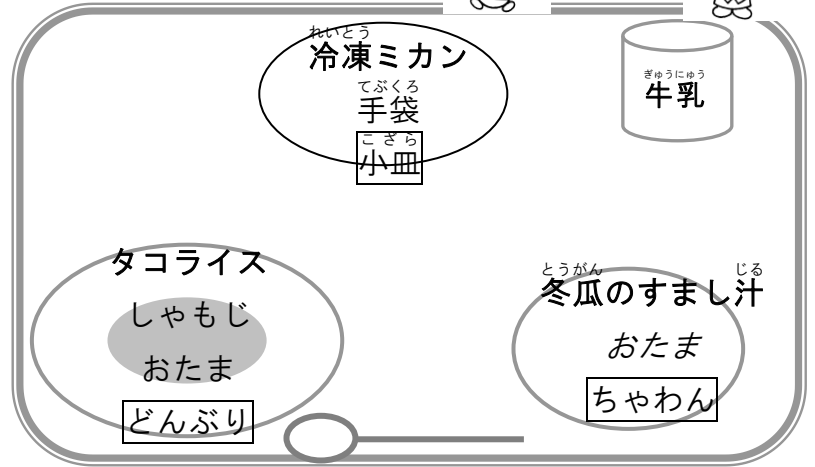 れいとう
冷凍ミカン
てぶくろ
手袋
こざら
小皿
ぎゅうにゅう
牛乳
タコライス
しゃもじ
おたま
どんぶり
とうがん じる
冬瓜のすまし汁
おたま
ちゃわん